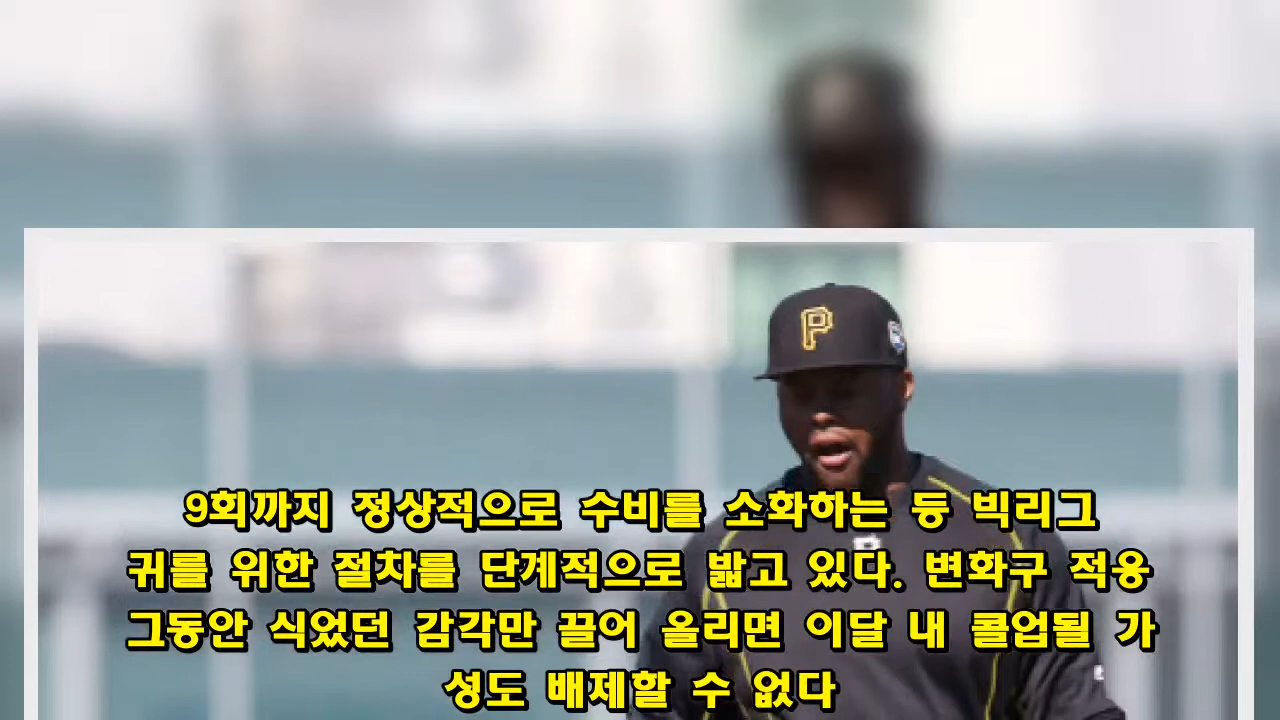 P
9회까지 정상적으로 수비를 소화하는 등 빅리그
귀를 위한 절차를 단계적으로 밟고 있다. 변화구 적응
그동안 식었던 감각만 끌어 올리면 이달 내 콜업될 가
성도 배제할 수 없다